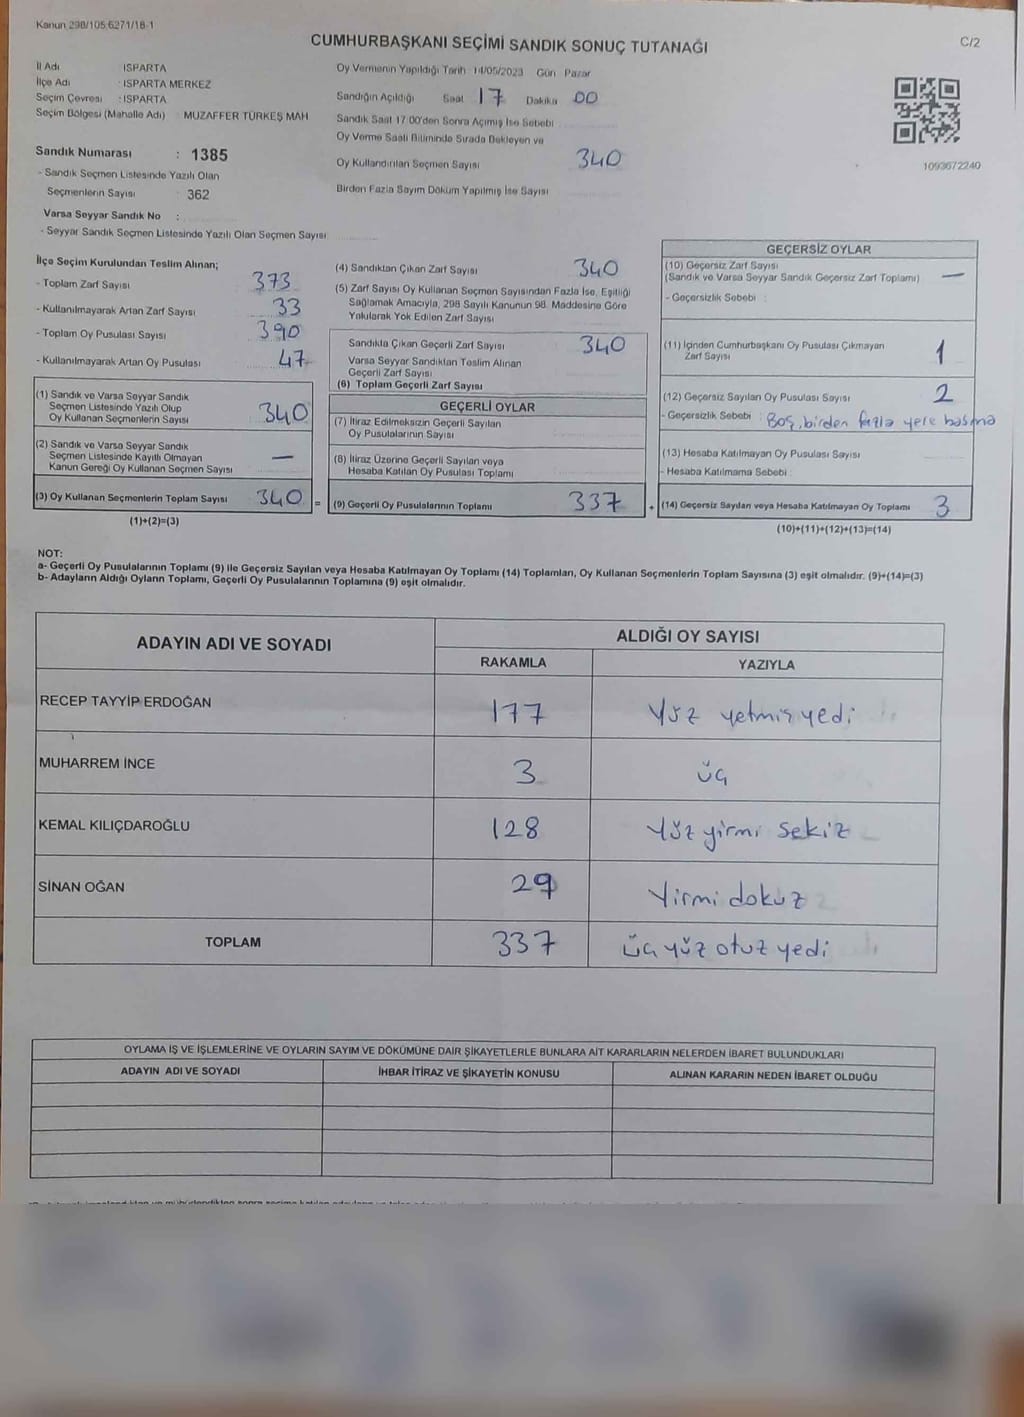 Kanun 298/105,6271/18-1
CUMHURBAŞKANI SEÇİMİ SANDIK SONUÇ TUTANAĞI
C/2
İl Adı ISPARTA
İlçe Adı : ISPARTA MERKEZ
Seçim Çevresi : ISPARTA
Seçim Bölgesi (Mahalle Adı) : MUZAFFER TÜRKEŞ MAH
Sandık Numarası : 1385
- Sandık Seçmen Listesinde Yazılı Olan
Seçmenlerin Sayısı : 362
Varsa Seyyar Sandık No :
- Seyyar Sandık Seçmen Listesinde Yazılı Olan Seçmen Sayısı
Oy Vermenin Yapıldığı Tarih 14/05/2023 Gün Pazar
Sandığın Açıldığı Saat 17 Dakika 00
Sandık Saat 17:00'den Sonra Açımış İse Sebebi
Oy Verme Saati Bitiminde Sırada Bekleyen ve
Oy Kullandırılan Seçmen Sayısı 340
Birden Fazla Sayım Döküm Yapılmış İse Sayısı
1093672240
İlçe Seçim Kurulundan Teslim Alınan;
- Toplam Zarf Sayısı 373
- Kullanılmayarak Artan Zarf Sayısı 33
- Toplam Oy Pusulası Sayısı 390
- Kullanılmayarak Artan Oy Pusulası 47
(1) Sandık ve Varsa Seyyar Sandık
Seçmen Listesinde Yazılı Olup
Oy Kullanan Seçmenlerin Sayısı 340
(2) Sandık ve Varsa Seyyar Sandık
Seçmen Listesinde Kayıtlı Olmayan
Kanun Gereği Oy Kullanan Seçmen Sayısı —
(3) Oy Kullanan Seçmenlerin Toplam Sayısı 340 =
(1)+(2)=(3)
(4) Sandıktan Çıkan Zarf Sayısı 340
(5) Zarf Sayısı Oy Kullanan Seçmen Sayısından Fazla İse, Eşitliği
Sağlamak Amacıyla, 298 Sayılı Kanunun 98. Maddesine Göre
Yakılarak Yok Edilen Zarf Sayısı
Sandıkla Çıkan Geçerli Zarf Sayısı 340
Varsa Seyyar Sandıktan Teslim Alınan
Geçerli Zarf Sayısı
(6) Toplam Geçerli Zarf Sayısı
GEÇERLİ OYLAR
(7) İtiraz Edilmeksizin Geçerli Sayılan
Oy Pusulalarının Sayısı
(8) İtiraz Üzerine Geçerli Sayılan veya
Hesaba Katılan Oy Pusulası Toplamı
(9) Geçerli Oy Pusulalarının Toplamı 337 +
GEÇERSİZ OYLAR
(10) Geçersiz Zarf Sayısı
(Sandık ve Varsa Seyyar Sandık Geçersiz Zarf Toplamı) —
- Geçersizlik Sebebi :
(11) İçinden Cumhurbaşkanı Oy Pusulası Çıkmayan
Zarf Sayısı 1
(12) Geçersiz Sayılan Oy Pusulası Sayısı 2
- Geçersizlik Sebebi : Boş, birden fazla yere basma
(13) Hesaba Katılmayan Oy Pusulası Sayısı
- Hesaba Katılmama Sebebi :
(14) Geçersiz Sayılan veya Hesaba Katılmayan Oy Toplamı 3
(10)+(11)+(12)+(13)=(14)
NOT:
a- Geçerli Oy Pusulalarının Toplamı (9) ile Geçersiz Sayılan veya Hesaba Katılmayan Oy Toplamı (14) Toplamları, Oy Kullanan Seçmenlerin Toplam Sayısına (3) eşit olmalıdır. (9)+(14)=(3)
b- Adayların Aldığı Oyların Toplamı, Geçerli Oy Pusulalarının Toplamına (9) eşit olmalıdır.
ADAYIN ADI VE SOYADI ALDIĞI OY SAYISI
RAKAMLA YAZIYLA
RECEP TAYYİP ERDOĞAN 177 Yüz yetmiş yedi
MUHARREM İNCE 3 üç
KEMAL KILIÇDAROĞLU 128 Yüz yirmi sekiz
SİNAN OĞAN 29 Yirmi dokuz
TOPLAM 337 üç yüz otuz yedi
OYLAMA İŞ VE İŞLEMLERİNE VE OYLARIN SAYIM VE DÖKÜMÜNE DAİR ŞİKAYETLERLE BUNLARA AİT KARARLARIN NELERDEN İBARET BULUNDUKLARI
ADAYIN ADI VE SOYADI İHBAR İTİRAZ VE ŞİKAYETİN KONUSU ALINAN KARARIN NEDEN İBARET OLDUĞU